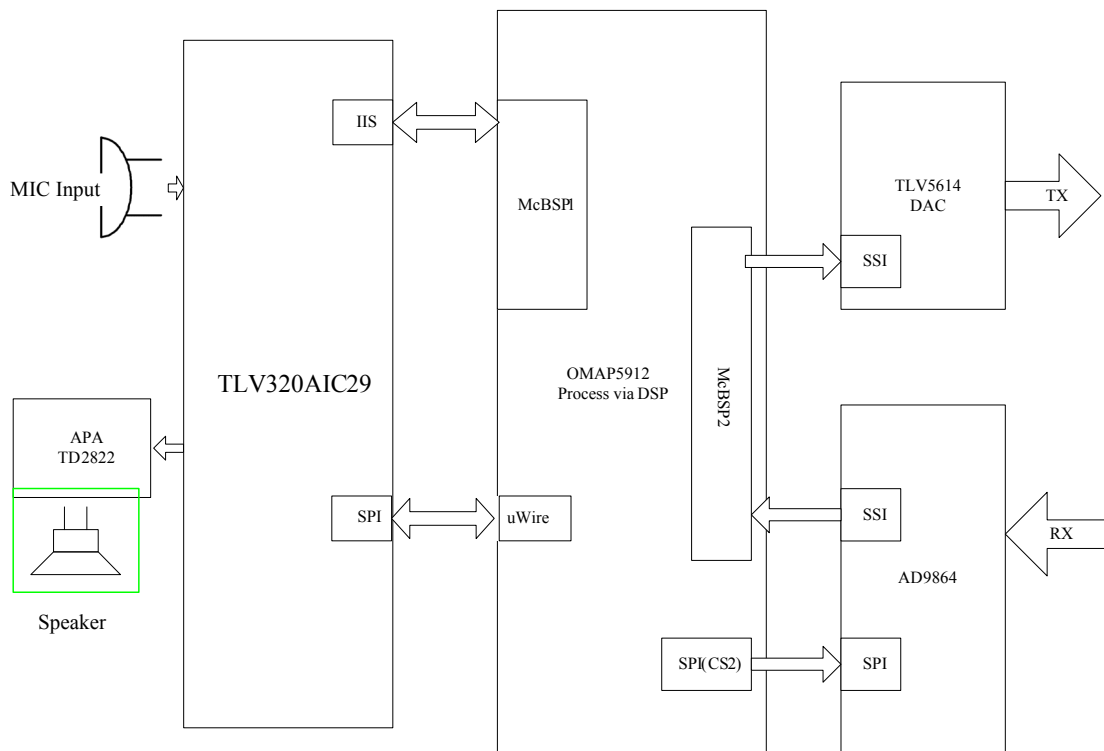 MIC Input
APA
TD2822
Speaker
TLV320AIC29
IIS
SPI
McBSP1
uWire
OMAP5912
Process via DSP
McBSP2
SPI(CS2)
TLV5614
DAC
SSI
TX
SSI
AD9864
SPI
RX